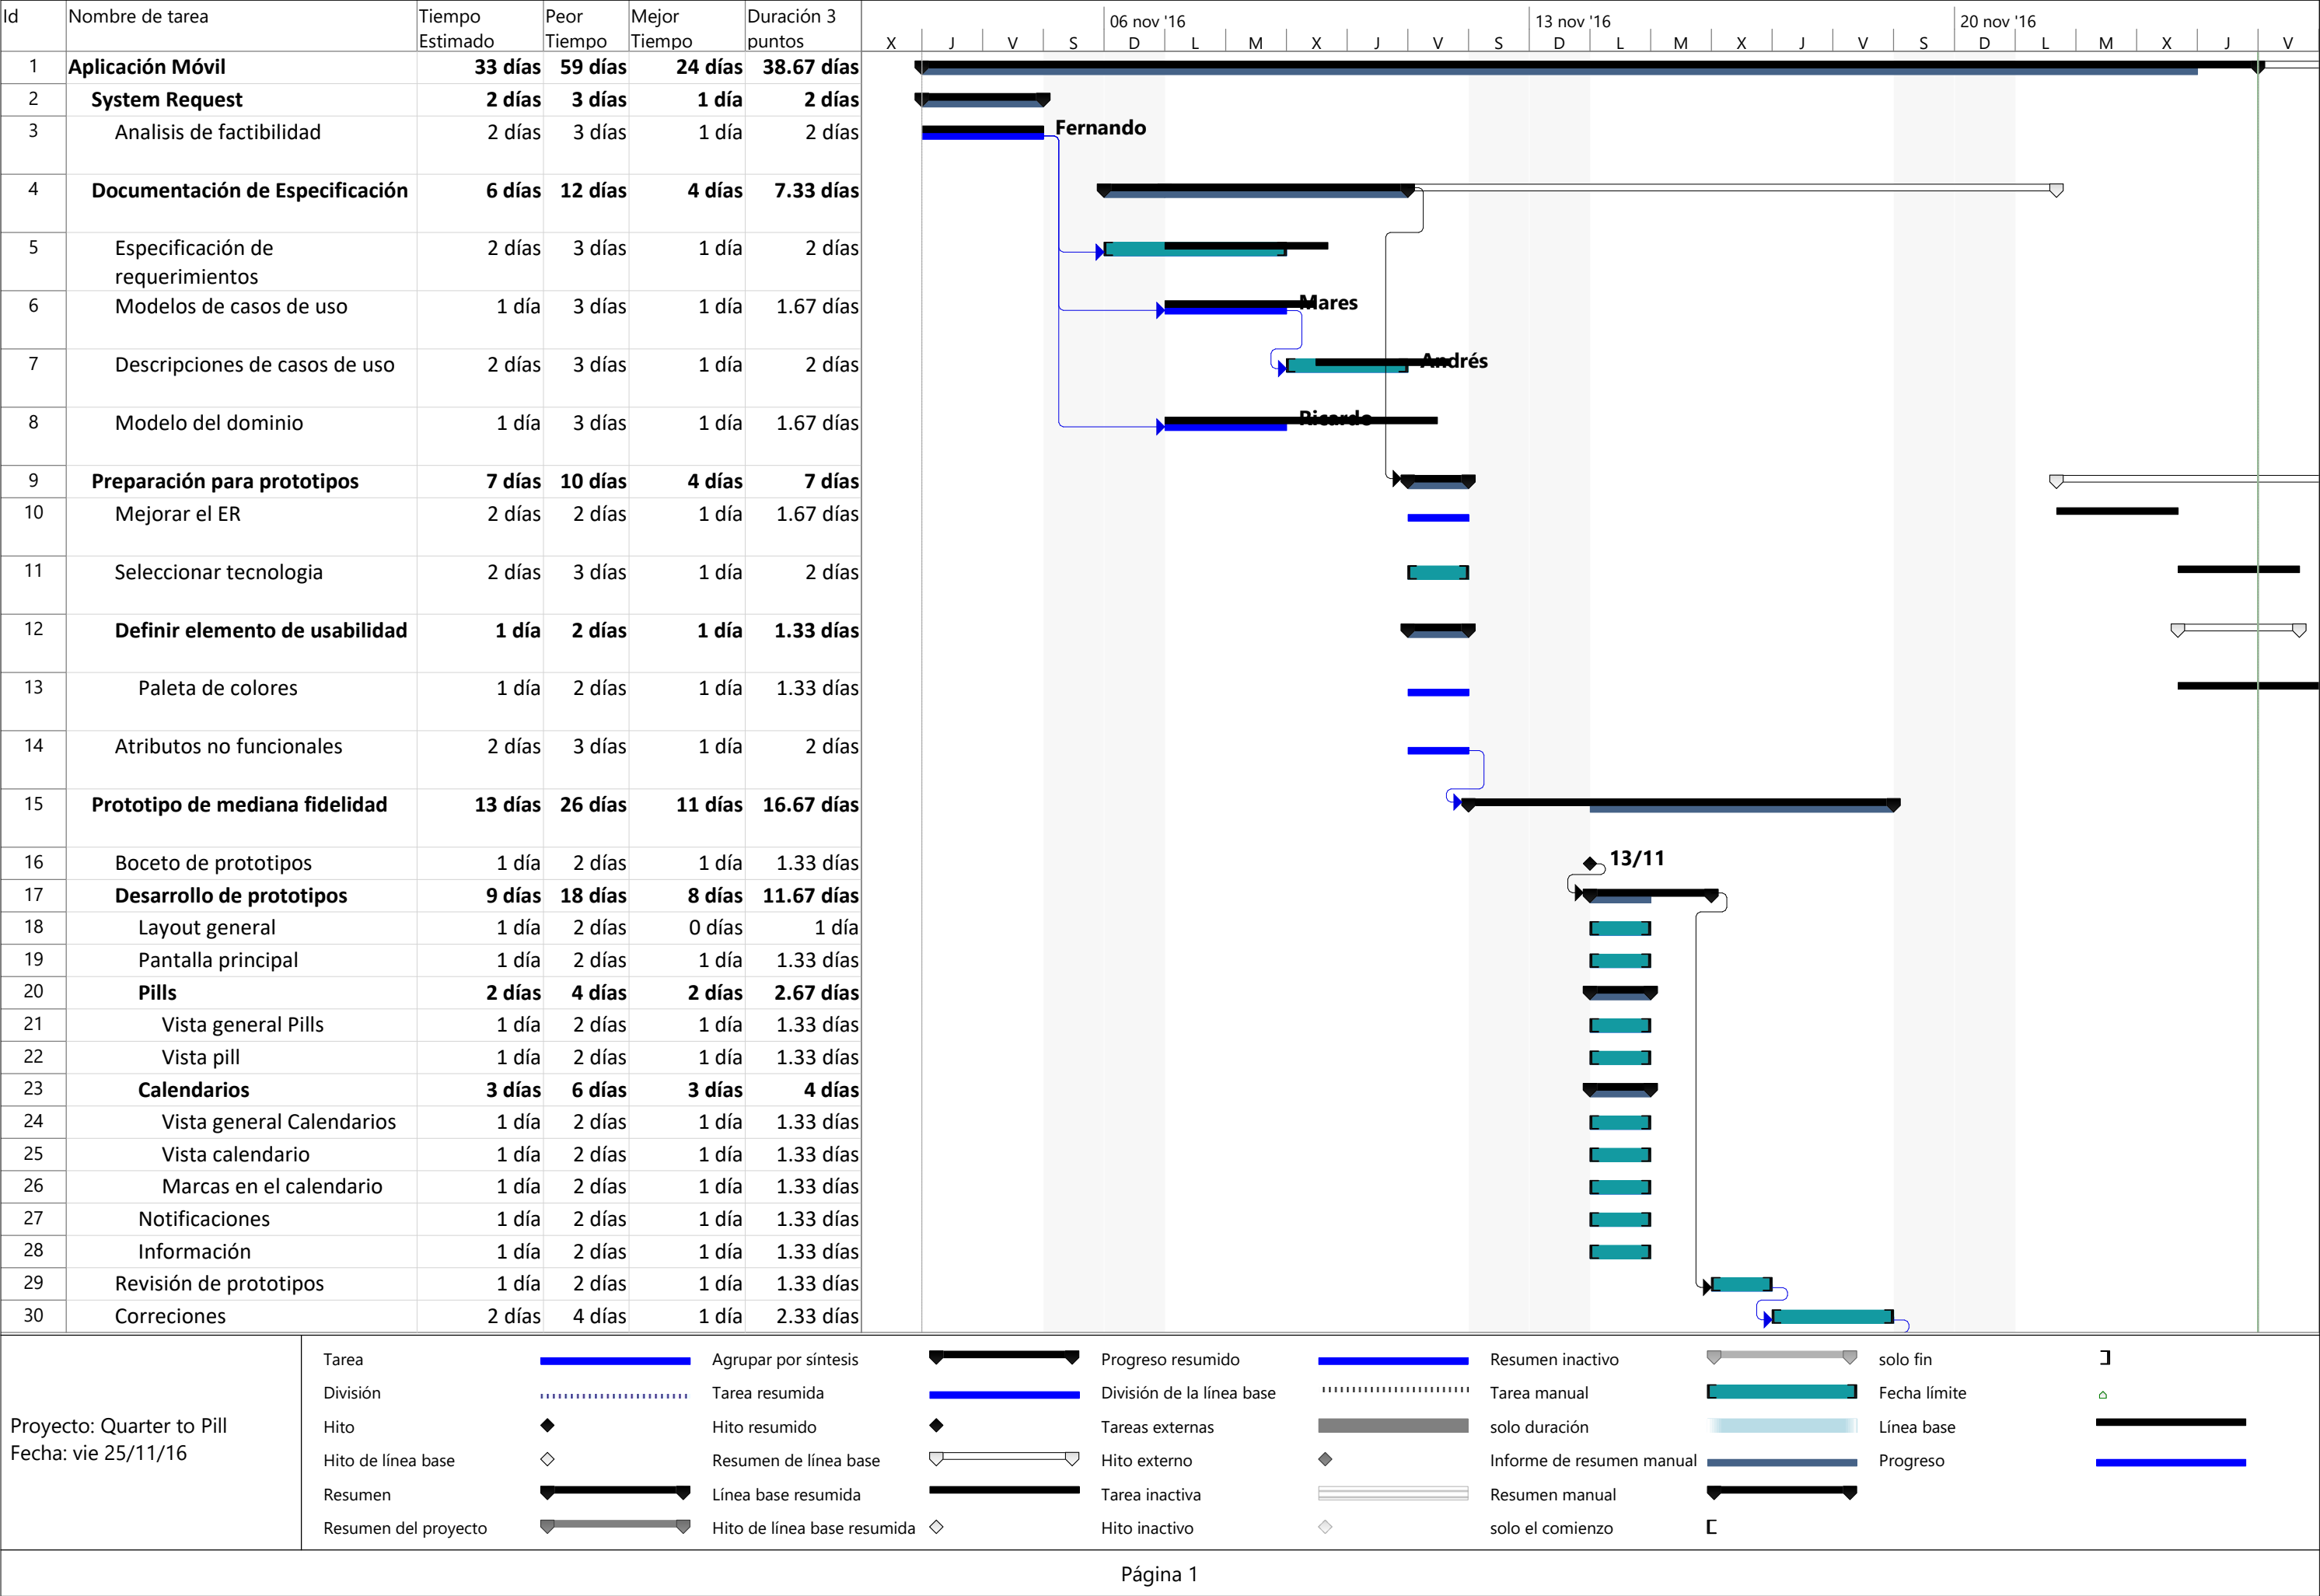 Id Nombre de tarea Tiempo Estimado Peor Tiempo Mejor Tiempo Duración 3 puntos
06 nov '16 13 nov '16 20 nov '16
X J V S D L M X J V S D L M X J V S D L M X J V
1 Aplicación Móvil 33 días 59 días 24 días 38.67 días
2 System Request 2 días 3 días 1 día 2 días
3 Analisis de factibilidad 2 días 3 días 1 día 2 días Fernando
4 Documentación de Especificación 6 días 12 días 4 días 7.33 días
5 Especificación de requerimientos 2 días 3 días 1 día 2 días
6 Modelos de casos de uso 1 día 3 días 1 día 1.67 días Mares
7 Descripciones de casos de uso 2 días 3 días 1 día 2 días Andrés
8 Modelo del dominio 1 día 3 días 1 día 1.67 días Ricardo
9 Preparación para prototipos 7 días 10 días 4 días 7 días
10 Mejorar el ER 2 días 2 días 1 día 1.67 días
11 Seleccionar tecnologia 2 días 3 días 1 día 2 días
12 Definir elemento de usabilidad 1 día 2 días 1 día 1.33 días
13 Paleta de colores 1 día 2 días 1 día 1.33 días
14 Atributos no funcionales 2 días 3 días 1 día 2 días
15 Prototipo de mediana fidelidad 13 días 26 días 11 días 16.67 días
16 Boceto de prototipos 1 día 2 días 1 día 1.33 días 13/11
17 Desarrollo de prototipos 9 días 18 días 8 días 11.67 días
18 Layout general 1 día 2 días 0 días 1 día
19 Pantalla principal 1 día 2 días 1 día 1.33 días
20 Pills 2 días 4 días 2 días 2.67 días
21 Vista general Pills 1 día 2 días 1 día 1.33 días
22 Vista pill 1 día 2 días 1 día 1.33 días
23 Calendarios 3 días 6 días 3 días 4 días
24 Vista general Calendarios 1 día 2 días 1 día 1.33 días
25 Vista calendario 1 día 2 días 1 día 1.33 días
26 Marcas en el calendario 1 día 2 días 1 día 1.33 días
27 Notificaciones 1 día 2 días 1 día 1.33 días
28 Información 1 día 2 días 1 día 1.33 días
29 Revisión de prototipos 1 día 2 días 1 día 1.33 días
30 Correciones 2 días 4 días 1 día 2.33 días
Proyecto: Quarter to Pill
Fecha: vie 25/11/16
Tarea Agrupar por síntesis Progreso resumido Resumen inactivo solo fin
División Tarea resumida División de la línea base Tarea manual Fecha límite
Hito Hito resumido Tareas externas solo duración Línea base
Hito de línea base Resumen de línea base Hito externo Informe de resumen manual Progreso
Resumen Línea base resumida Tarea inactiva Resumen manual
Resumen del proyecto Hito de línea base resumida Hito inactivo solo el comienzo
Página 1